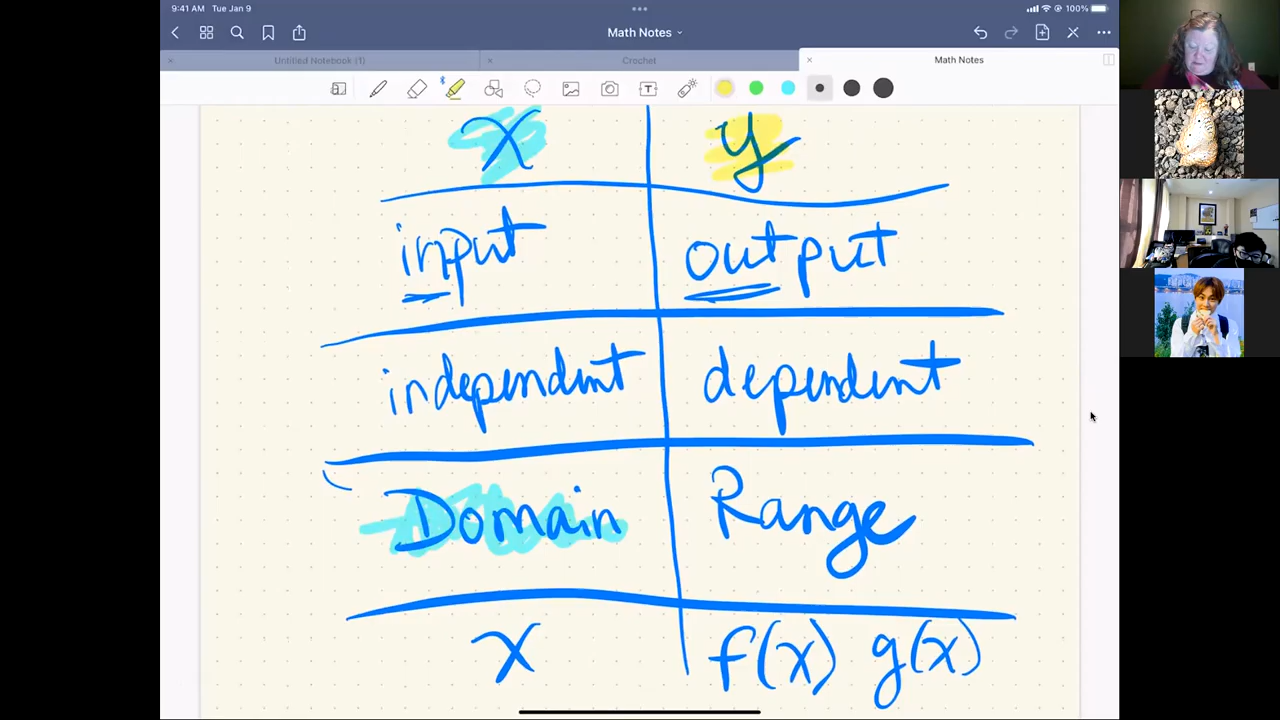 9:41 AM Tue Jan 9 100%
Math Notes
Untitled Notebook (1) Crochet Math Notes
T
x y
input output
independent dependent
Domain Range
x f(x) g(x)